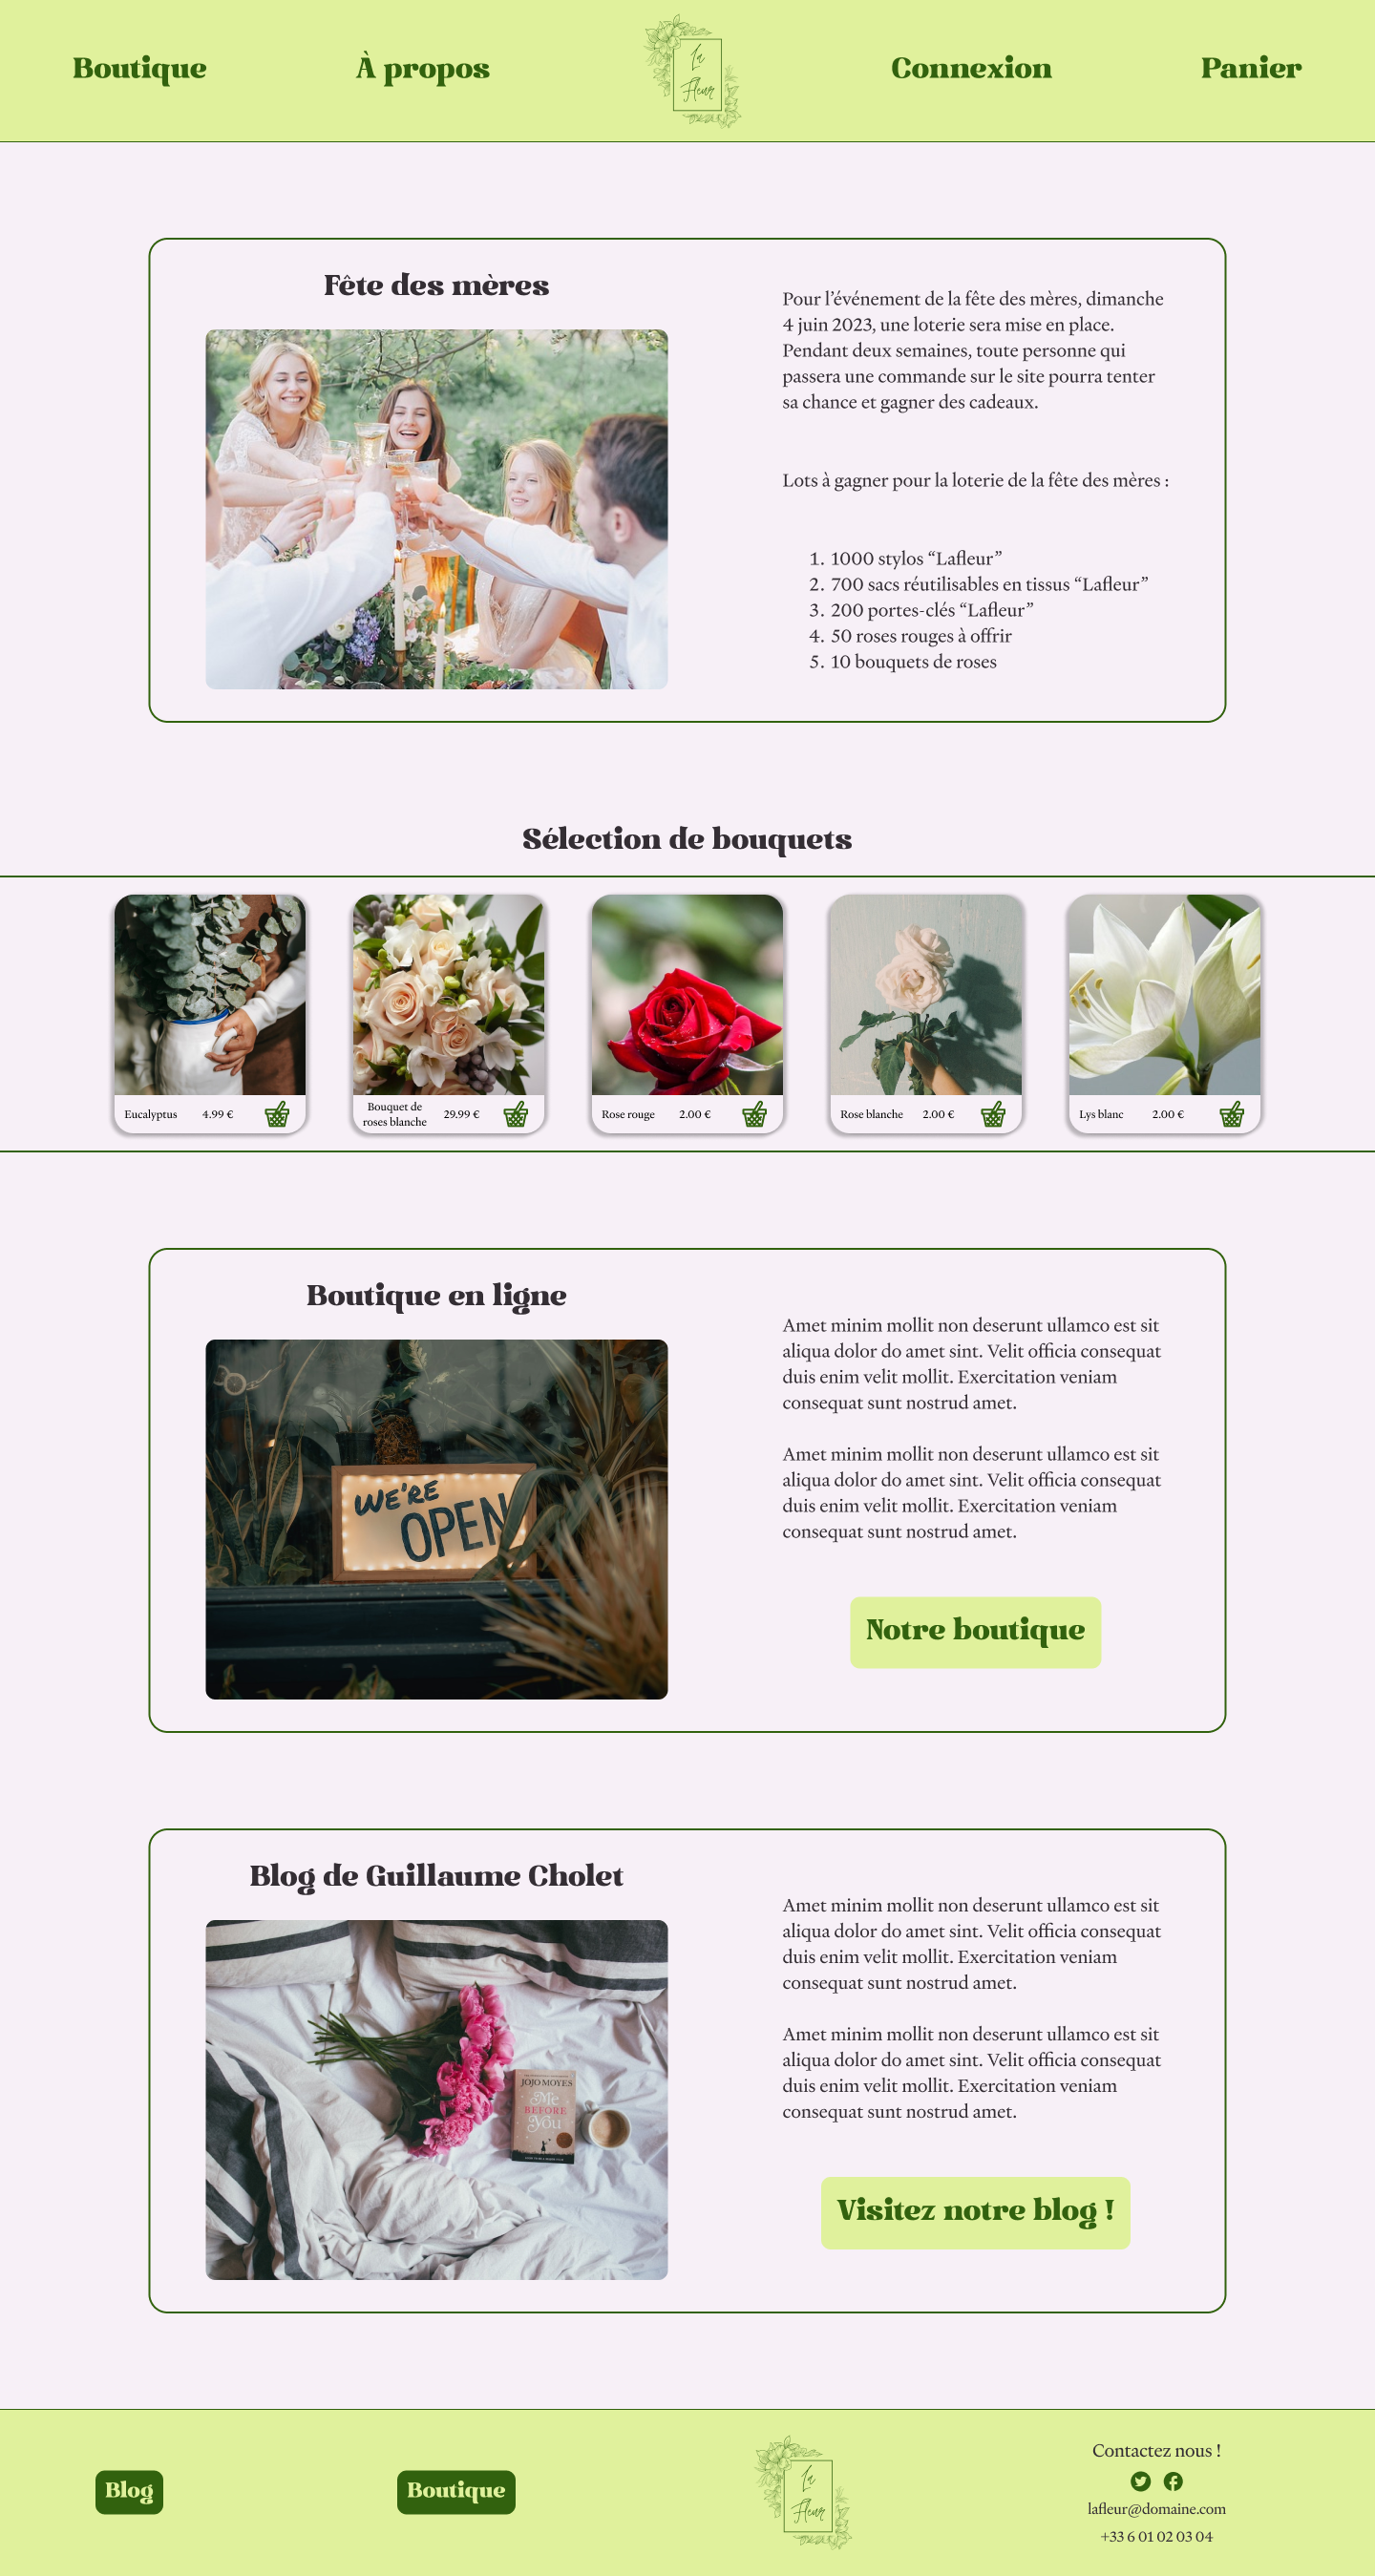 Boutique
À propos
La
Fleur
Connexion
Panier
Fête des mères
Pour l’événement de la fête des mères, dimanche
4 juin 2023, une loterie sera mise en place.
Pendant deux semaines, toute personne qui
passera une commande sur le site pourra tenter
sa chance et gagner des cadeaux.
Lots à gagner pour la loterie de la fête des mères :
1. 1000 stylos “Lafleur”
2. 700 sacs réutilisables en tissus “Lafleur”
3. 200 portes-clés “Lafleur”
4. 50 roses rouges à offrir
5. 10 bouquets de roses
Sélection de bouquets
Eucalyptus 4.99 €
Bouquet de
roses blanche 29.99 €
Rose rouge 2.00 €
Rose blanche 2.00 €
Lys blanc 2.00 €
Boutique en ligne
WE'RE
OPEN
Amet minim mollit non deserunt ullamco est sit
aliqua dolor do amet sint. Velit officia consequat
duis enim velit mollit. Exercitation veniam
consequat sunt nostrud amet.
Amet minim mollit non deserunt ullamco est sit
aliqua dolor do amet sint. Velit officia consequat
duis enim velit mollit. Exercitation veniam
consequat sunt nostrud amet.
Notre boutique
Blog de Guillaume Cholet
JOJO MOYES
Me
BEFORE
You
Amet minim mollit non deserunt ullamco est sit
aliqua dolor do amet sint. Velit officia consequat
duis enim velit mollit. Exercitation veniam
consequat sunt nostrud amet.
Amet minim mollit non deserunt ullamco est sit
aliqua dolor do amet sint. Velit officia consequat
duis enim velit mollit. Exercitation veniam
consequat sunt nostrud amet.
Visitez notre blog !
Blog
Boutique
La
Fleur
Contactez nous !
lafleur@domaine.com
+33 6 01 02 03 04